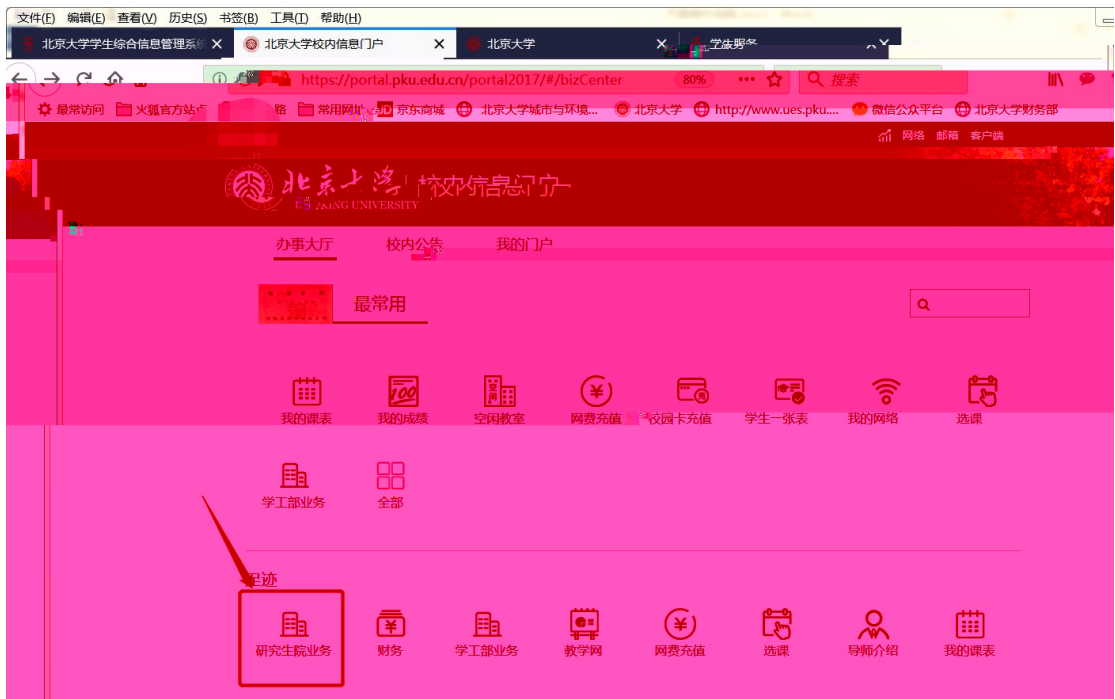 文件(F) 编辑(E) 查看(V) 历史(S) 书签(B) 工具(T) 帮助(H)
北京大学学生综合信息管理系统 北京大学校内信息门户 北京大学
https://portal.pku.edu.cn/portal2017/#/bizCenter 80% 搜索
最常访问 火狐官方站点 常用网址 JD 京东商城 北京大学城市与环境... 北京大学 http://www.ues.pku.... 微信公众平台 北京大学财务部
网络 邮箱 客户端
北京大学 校内信息门户
UNIVERSITY
办事大厅 校内公告 我的门户
最常用
我的课表 我的成绩 空闲教室 网费充值 校园卡充值 学生一张表 我的网络 选课
学工部业务 全部
足迹
研究生院业务 财务 学工部业务 教学网 网费充值 选课 导师介绍 我的课表